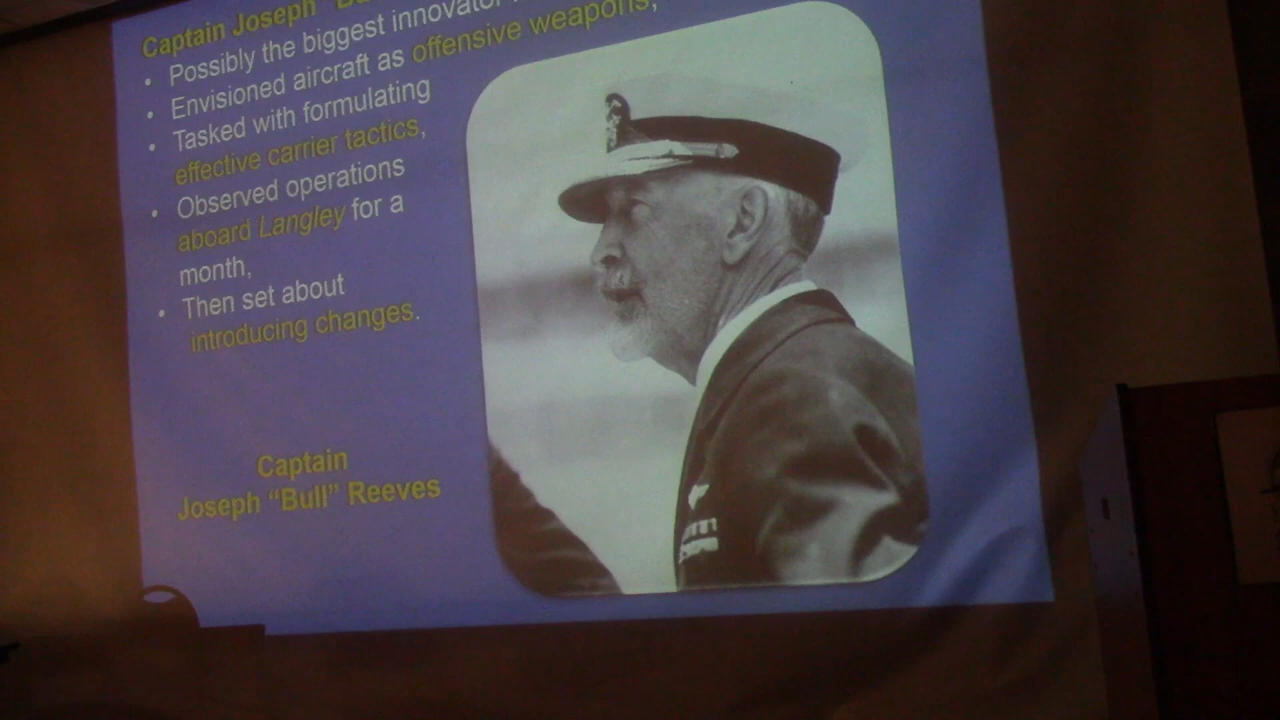 Captain Joseph "Bu
• Possibly the biggest innovator
• Envisioned aircraft as offensive weapons,
• Tasked with formulating
effective carrier tactics,
• Observed operations
aboard Langley for a
month,
• Then set about
introducing changes.
Captain
Joseph “Bull” Reeves